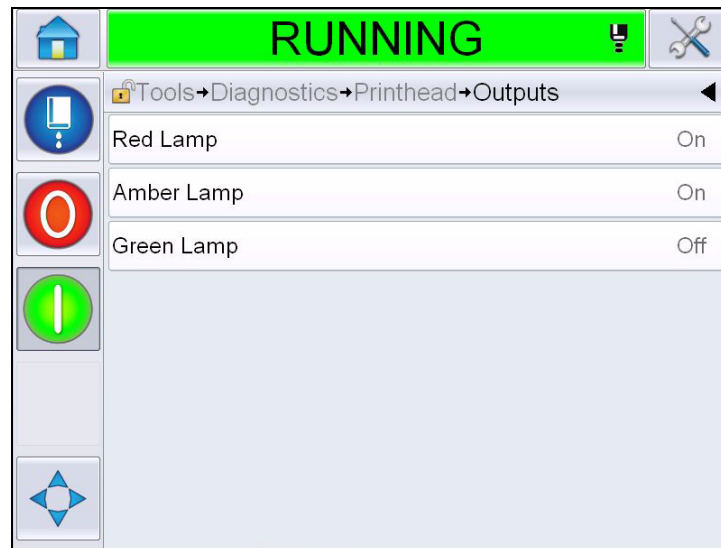 RUNNING
Tools→Diagnostics→Printhead→Outputs
Red Lamp On
Amber Lamp On
Green Lamp Off